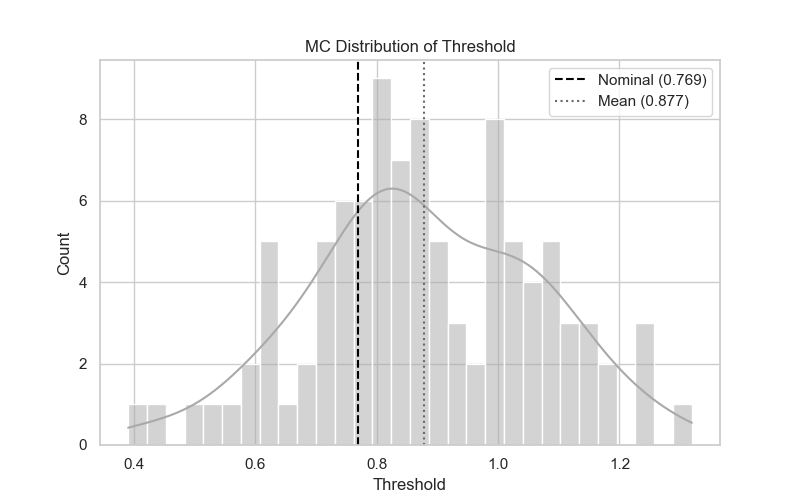 MC Distribution of Threshold
Nominal (0.769)
Mean (0.877)
Count
8
6
4
2
0
0.4 0.6 0.8 1.0 1.2
Threshold